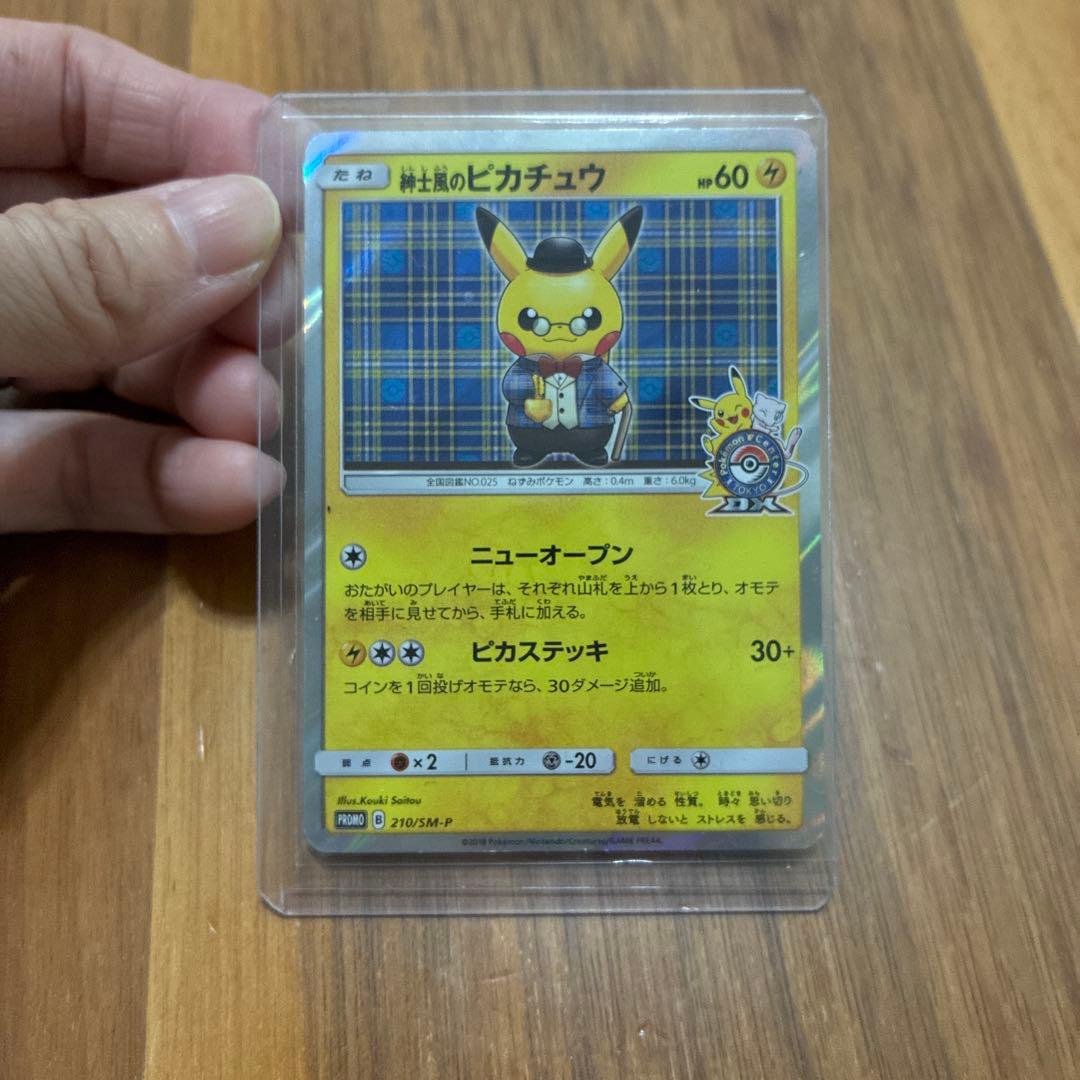 たね 紳士風のピカチュウ HP60
全国図鑑NO.025 ねずみポケモン 高さ:0.4m 重さ:6.0kg
Pokémon Center
TOKYO
DX
ニューオープン
おたがいのプレイヤーは、それぞれ山札を上から1枚とり、オモテ
を相手に見せてから、手札に加える。
ピカステッキ 30+
コインを1回投げオモテなら、30ダメージ追加。
弱点 ×2 抵抗力 -20 にげる
Illus.Kouki Saitou
電気を 溜める 性質。 時々 思い切り
放電 しないと ストレスを 感じる。
PROMO B 210/SM-P
©2018 Pokémon/Nintendo/Creatures/GAME FREAK.